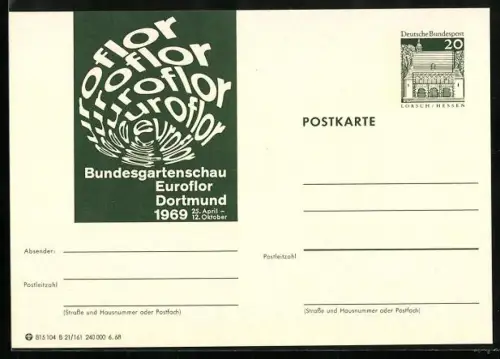 euroflor
euroflor
euroflor
euroflor
euroflor
Bundesgartenschau
Euroflor
Dortmund
1969 25. April –
12. Oktober
Deutsche Bundespost
20
LORSCH / HESSEN
POSTKARTE
Absender:
Postleitzahl
(Straße und Hausnummer oder Postfach)
Postleitzahl
(Straße und Hausnummer oder Postfach)
B15 104 B 21/161 240 000 6. 68